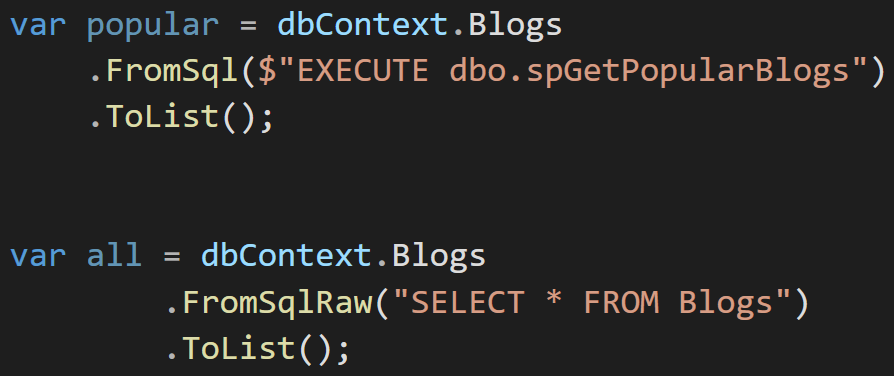 var popular = dbContext.Blogs
    .FromSql($"EXECUTE dbo.spGetPopularBlogs")
    .ToList();
var all = dbContext.Blogs
        .FromSqlRaw("SELECT * FROM Blogs")
        .ToList();